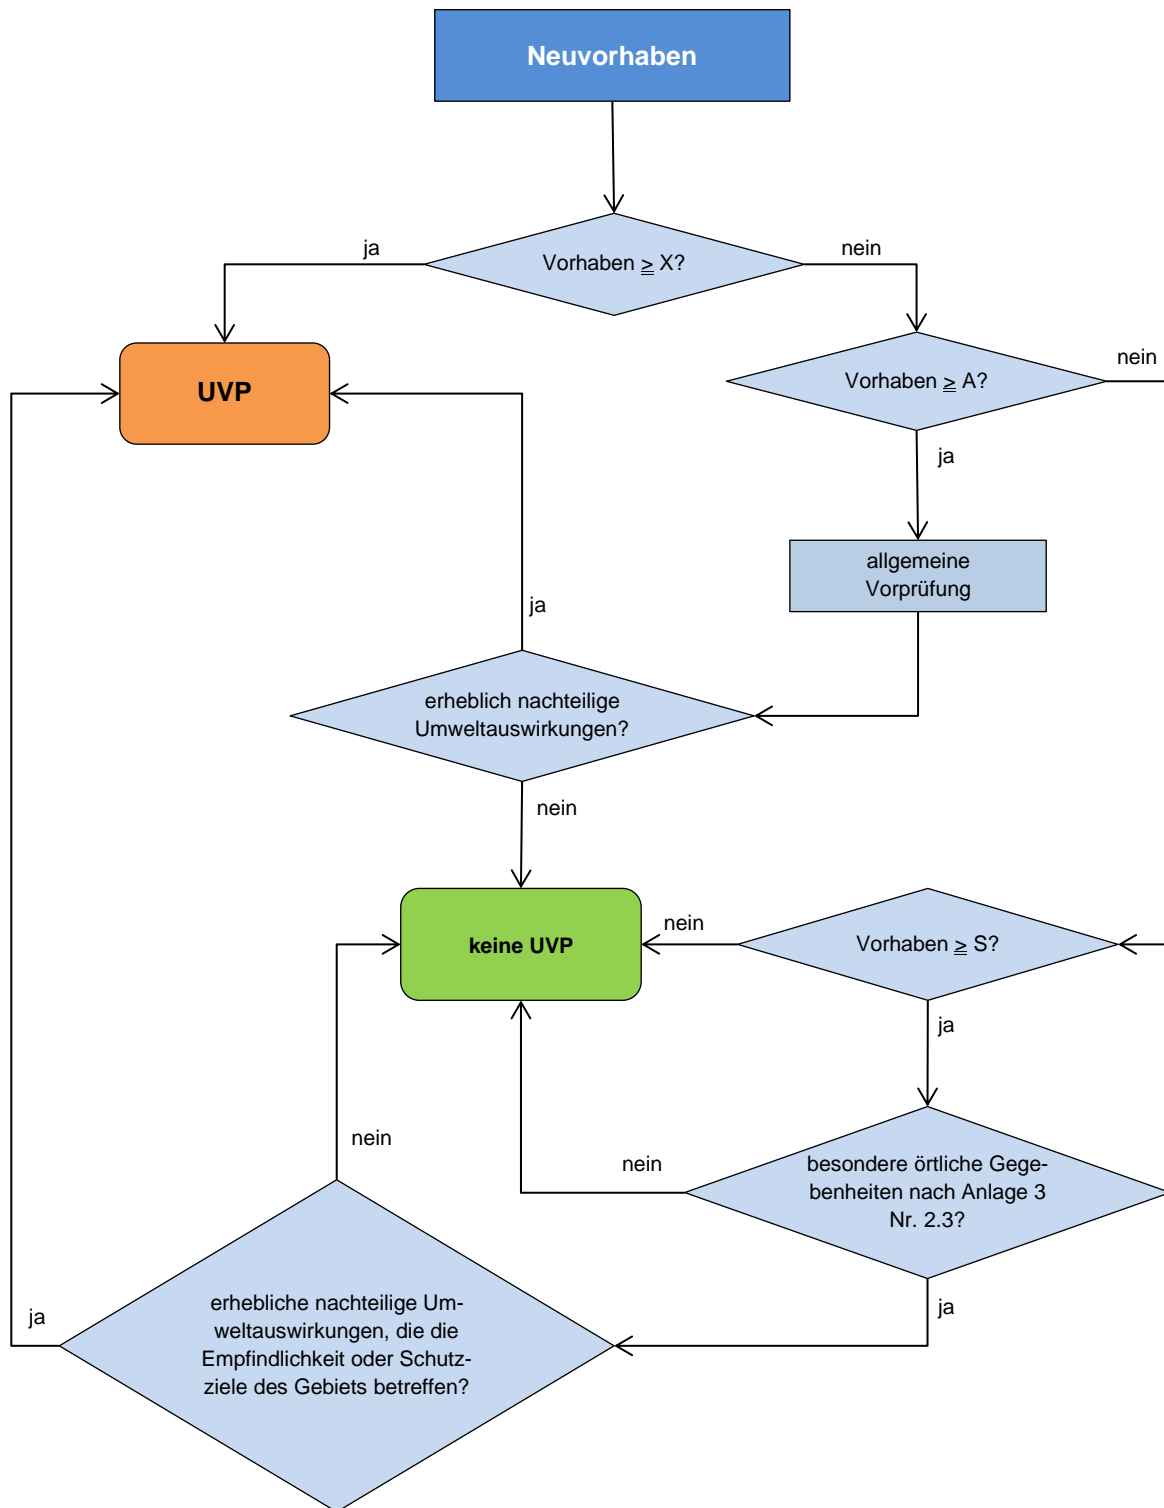 Neuvorhaben
ja
nein
Vorhaben ≧ X?
nein
UVP
Vorhaben ≧ A?
ja
allgemeine
Vorprüfung
ja
erheblich nachteilige
Umweltauswirkungen?
nein
nein
keine UVP
Vorhaben ≧ S?
ja
nein
nein
besondere örtliche Gege-
benheiten nach Anlage 3
Nr. 2.3?
ja
ja
erhebliche nachteilige Um-
weltauswirkungen, die die
Empfindlichkeit oder Schutz-
ziele des Gebiets betreffen?